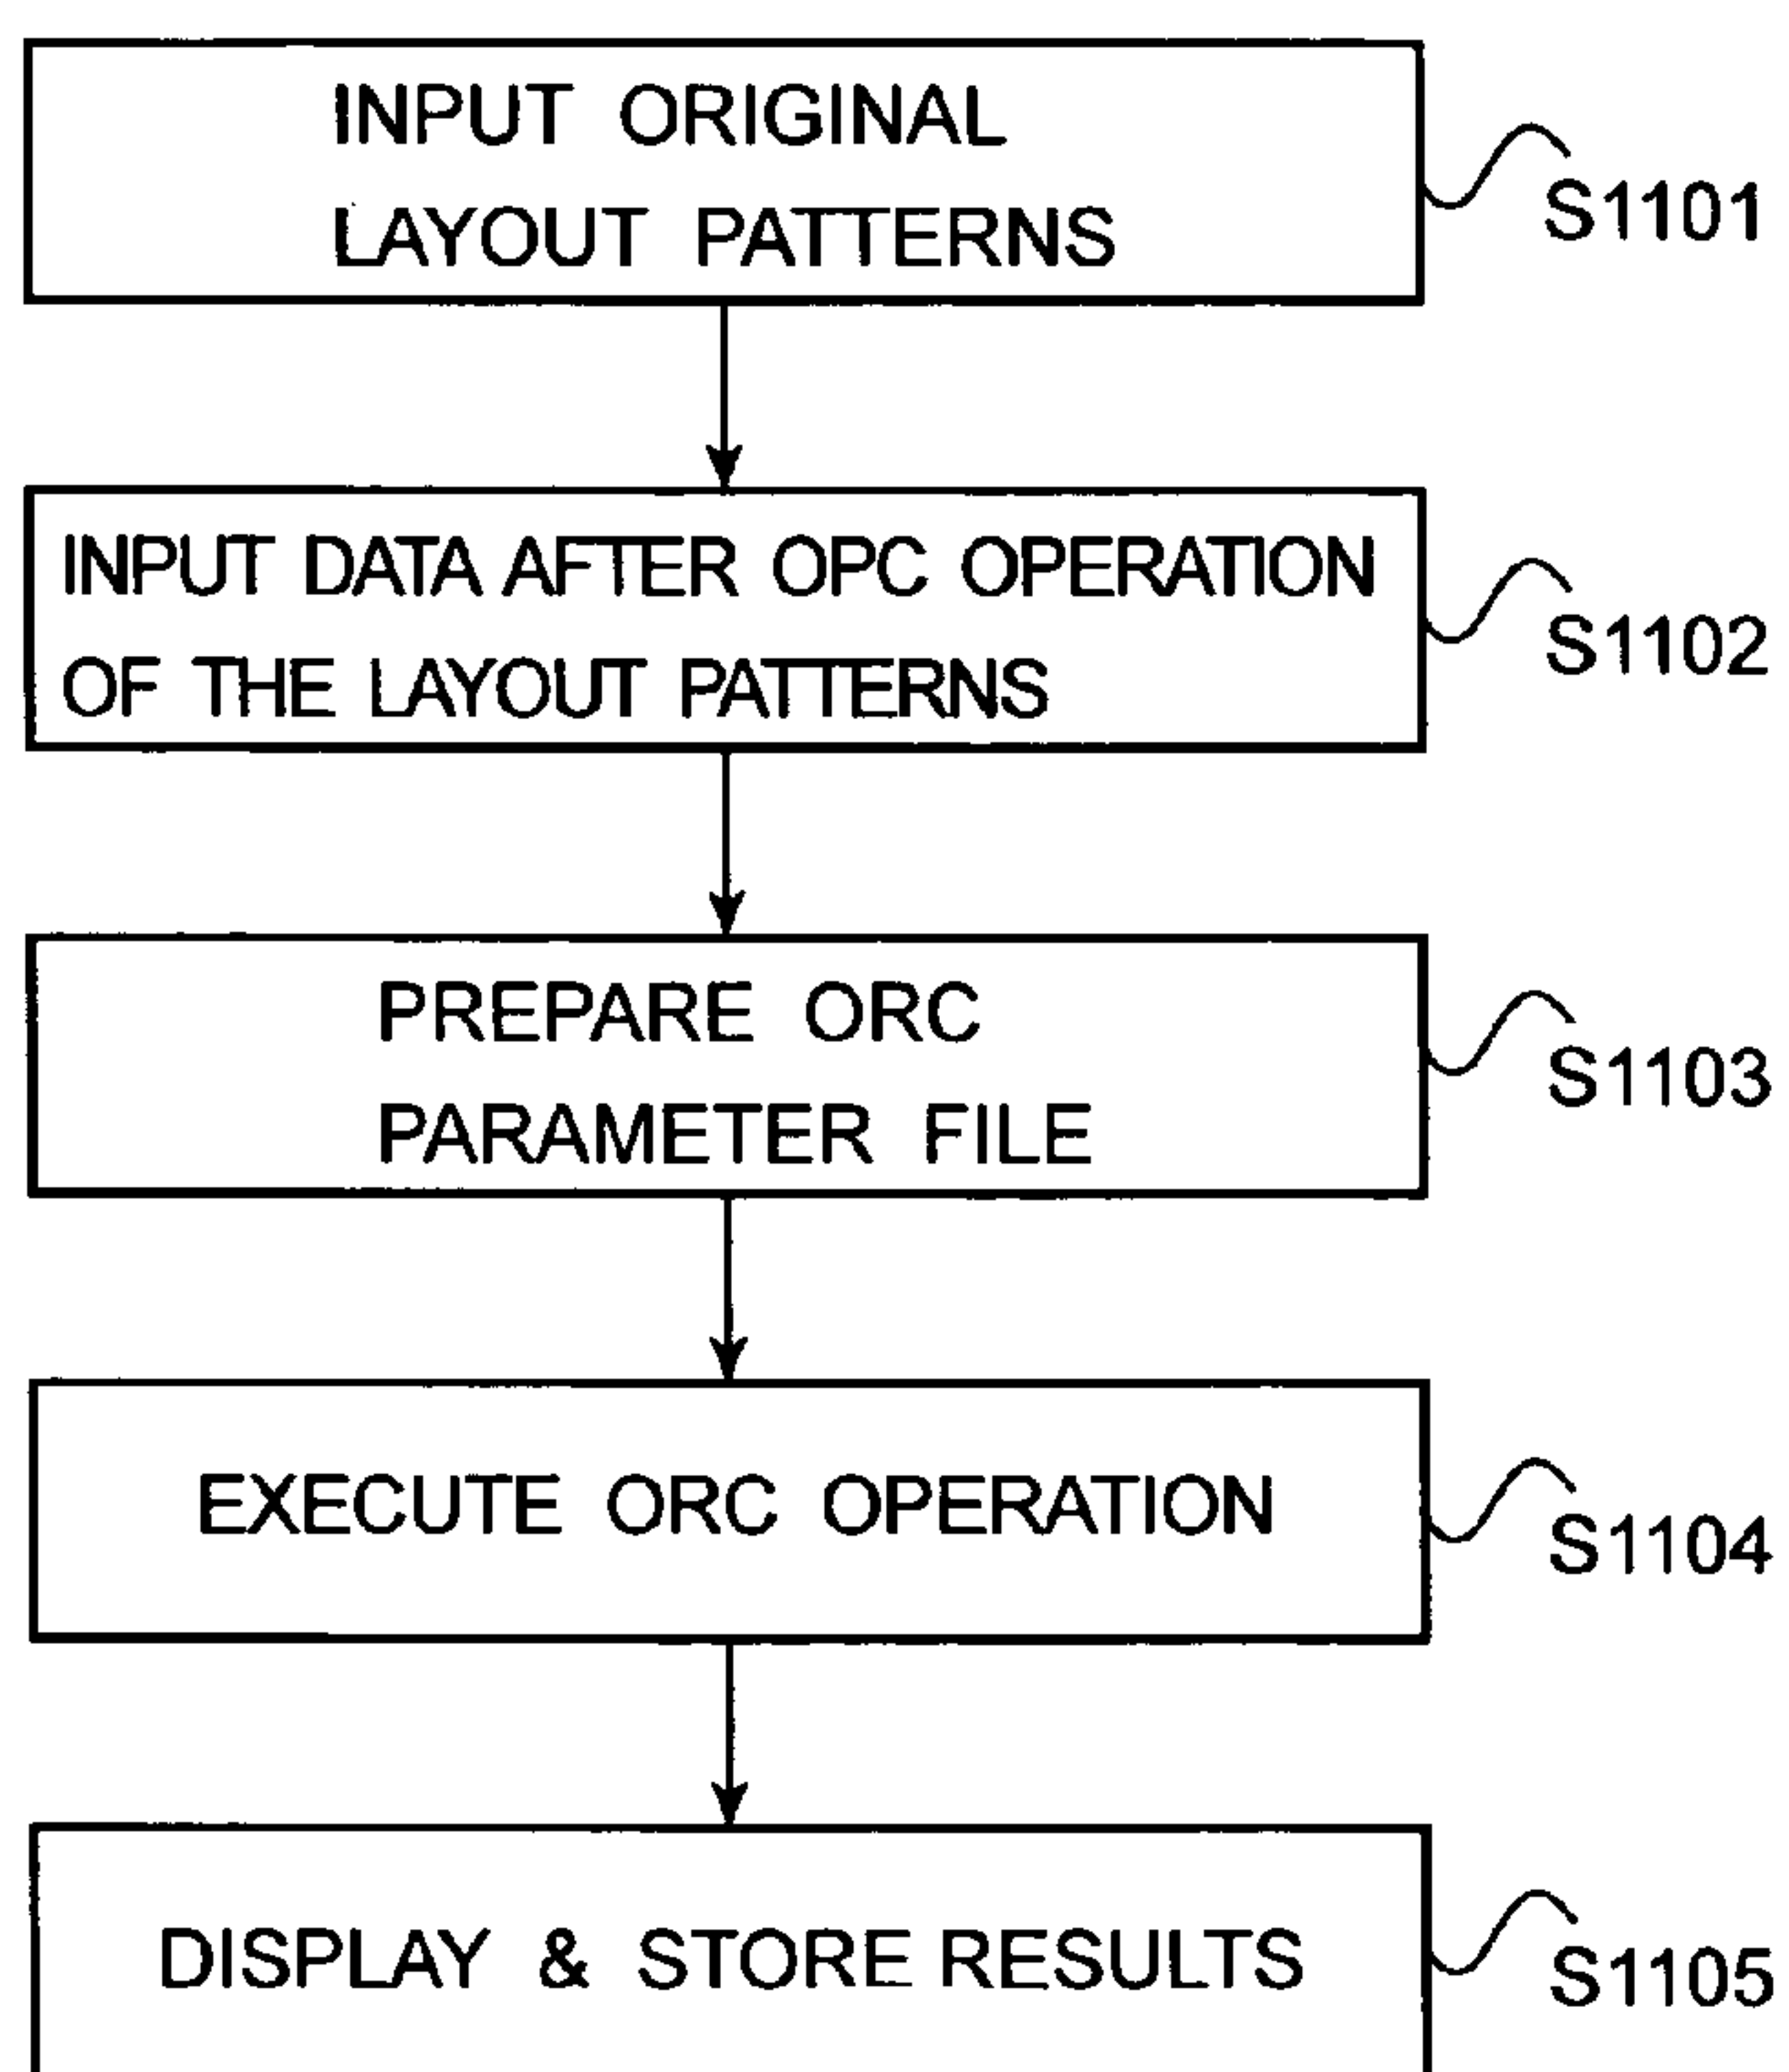 INPUT ORIGINAL
LAYOUT PATTERNS
S1101
INPUT DATA AFTER OPC OPERATION
OF THE LAYOUT PATTERNS
S1102
PREPARE ORC
PARAMETER FILE
S1103
EXECUTE ORC OPERATION
S1104
DISPLAY & STORE RESULTS
S1105